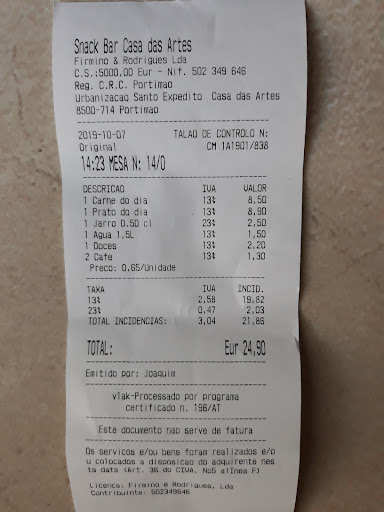 Snack Bar Casa das Artes
Firmino & Rodrigues Lda
C.S.:5000,00 Eur - Nif. 502 349 646
Reg. C.R.C. Portimao
Urbanizacao Santo Expedito Casa das Artes
8500-714 Portimao
2019-10-07 TALAO DE CONTROLO N:
Original CM 1A1901/838
14:23 MESA N: 14/0
DESCRICAO IVA VALOR
1 Carne do dia 13% 8,50
1 Prato do dia 13% 8,90
1 Jarro 0.50 cl 23% 2,50
1 Agua 1,5L 13% 1,50
1 Doces 13% 2,20
2 Cafe 13% 1,30
Preco: 0,65/Unidade
TAXA IVA INCID.
13% 2,58 19,82
23% 0,47 2,03
TOTAL INCIDENCIAS: 3,04 21,86
TOTAL: Eur 24,90
Emitido por: Joaquim
v1ak-Processado por programa
certificado n. 196/AT
Este documento nao serve de fatura
Os servicos e/ou bens foram realizados e/o
u colocados a disposicao do adquirente nes
ta data (Art. 36 do CIVA. No5 alinea F)
Licenca: Firmino e Rodrigues, Lda
Contribuinte: 502349646